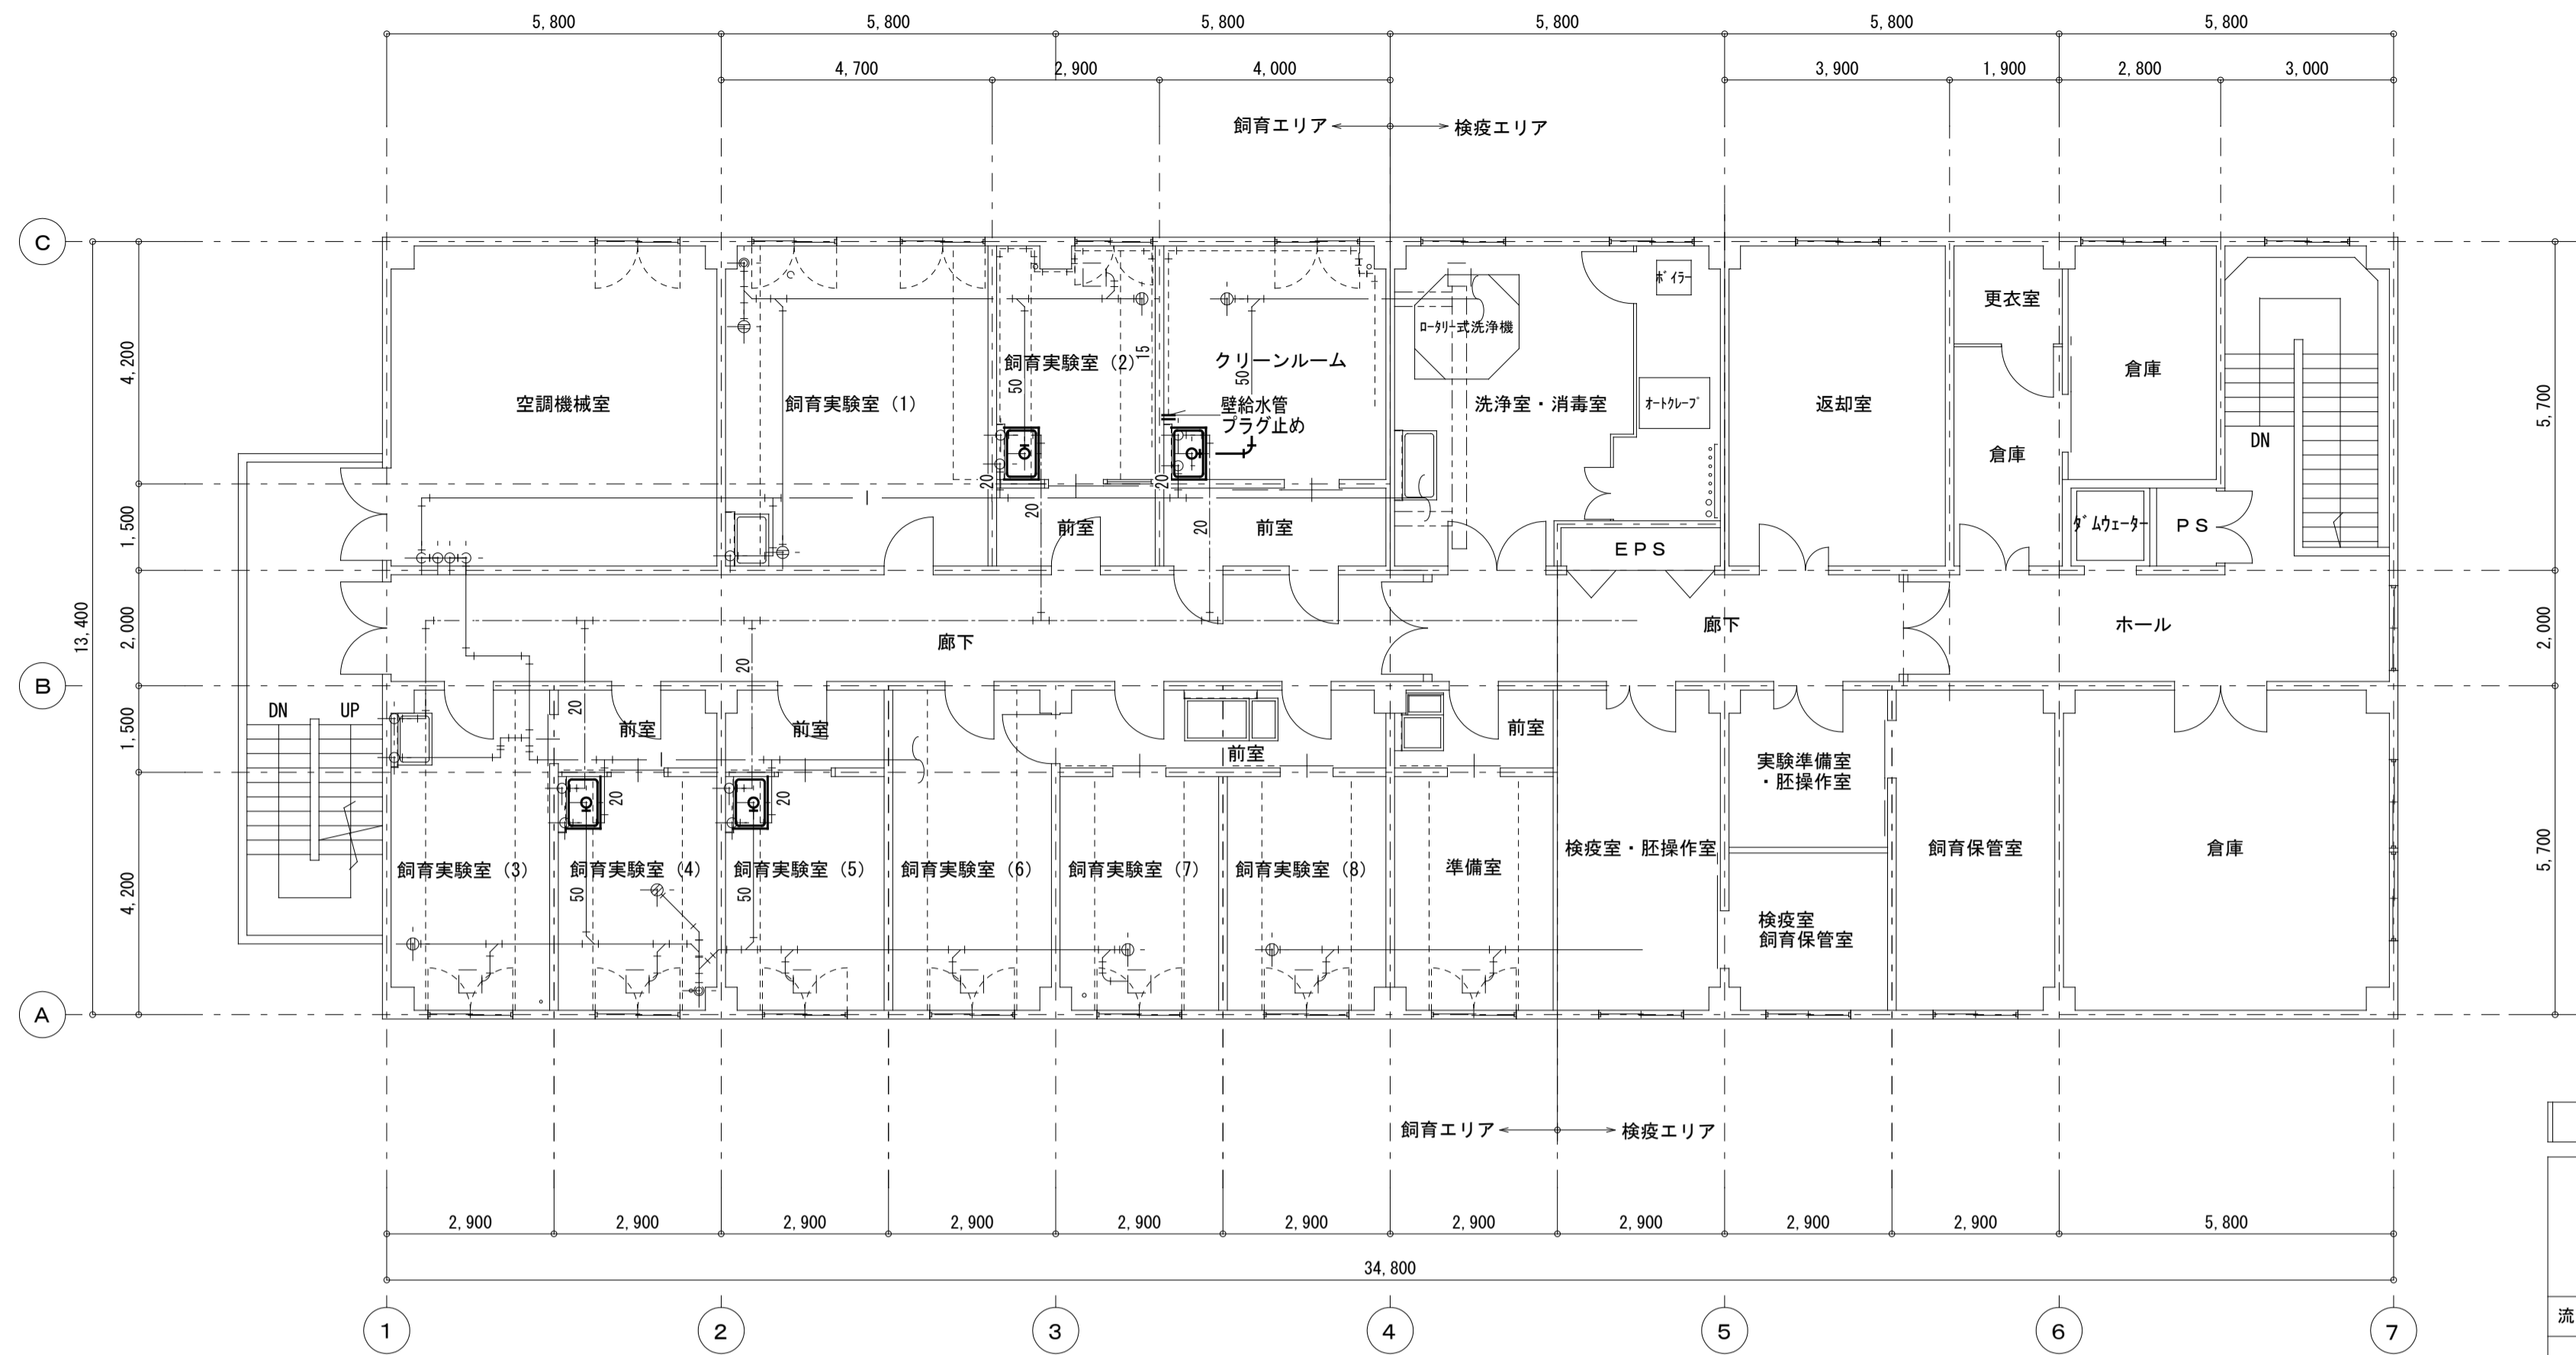 5,800 5,800 5,800 5,800 5,800 5,800
4,700 2,900 4,000 3,900 1,900 2,800 3,000
飼育エリア 検疫エリア
C
ボイラー
更衣室
ロータリー式洗浄機
4,200
飼育実験室 (2)
15
クリーンルーム
倉庫
50
50
空調機械室
飼育実験室 (1)
壁給水管
プラグ止め
洗浄室・消毒室
オートクレーブ
返却室
5,700
DN
倉庫
20
20
20
20
1,500
前室
前室
ダムウェーター
PS
EPS
13,400
2,000
廊下
廊下
ホール
2,000
20
B
20
DN UP
1,500
前室
前室
前室
前室
実験準備室
・胚操作室
20
20
飼育実験室 (3)
飼育実験室 (4)
飼育実験室 (5)
飼育実験室 (6)
飼育実験室 (7)
飼育実験室 (8)
準備室
検疫室・胚操作室
飼育保管室
倉庫
4,200
50
50
5,700
検疫室
飼育保管室
A
飼育エリア 検疫エリア
2,900 2,900 2,900 2,900 2,900 2,900 2,900 2,900 2,900 2,900 5,800
34,800
流
1 2 3 4 5 6 7